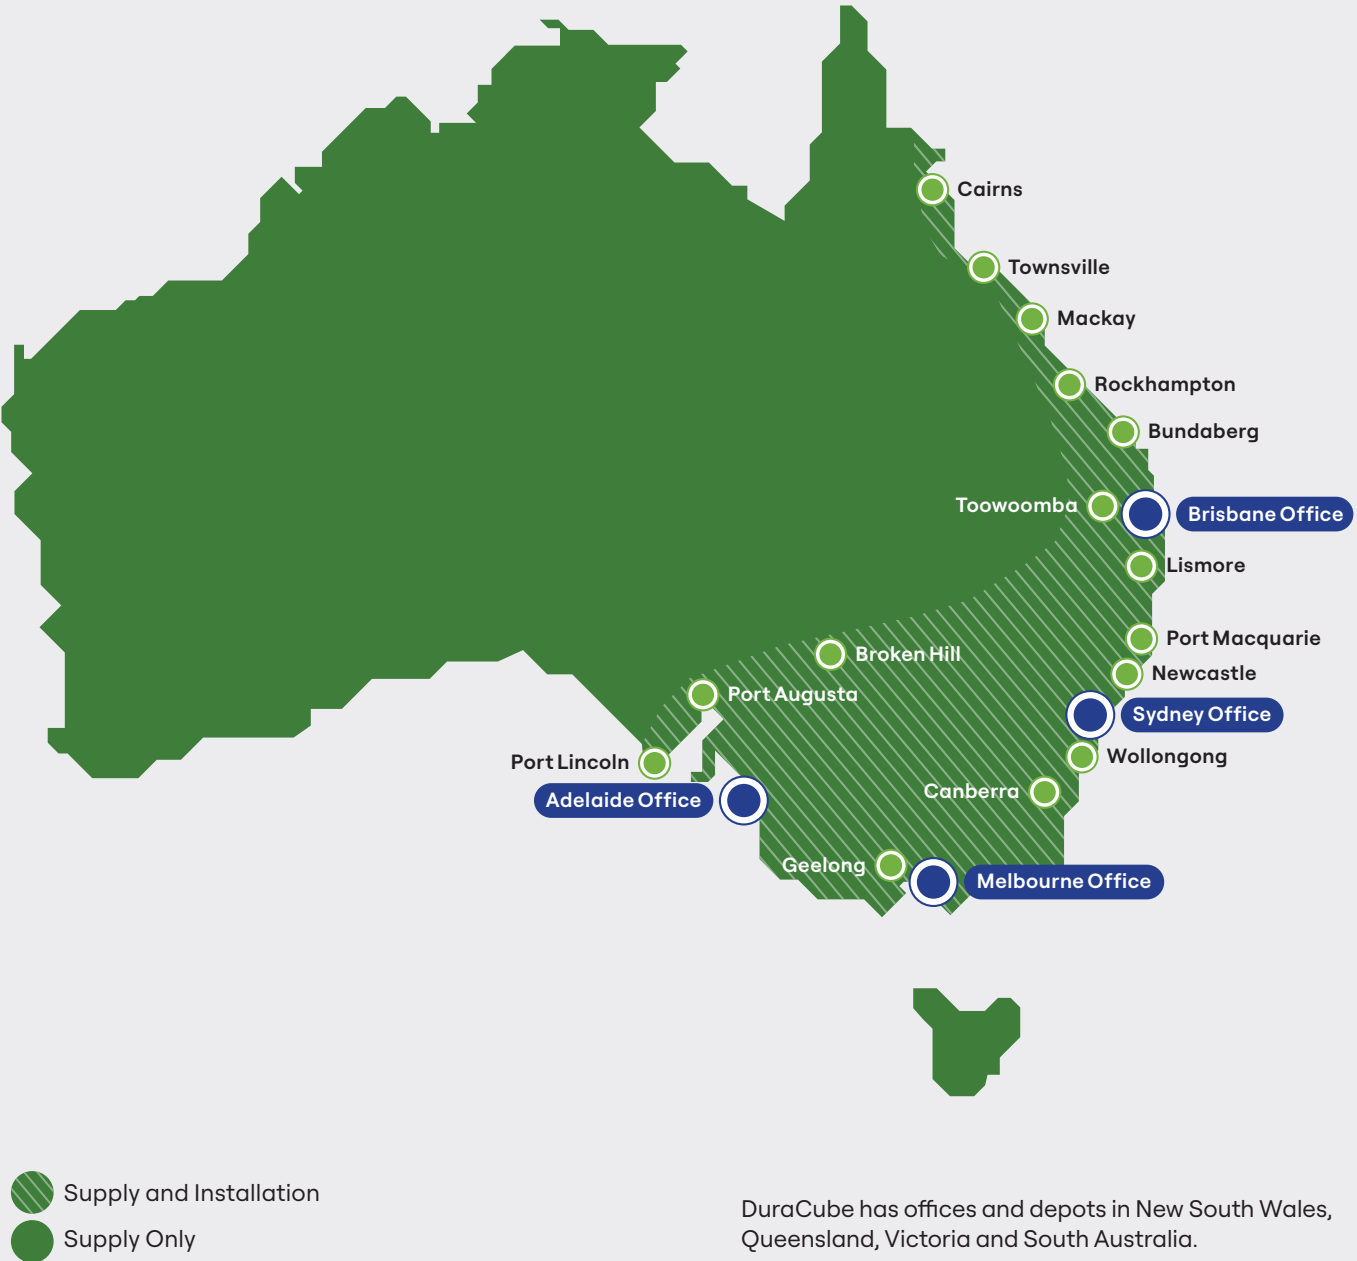 Cairns
Townsville
Mackay
Rockhampton
Bundaberg
Toowoomba
Brisbane Office
Lismore
Port Macquarie
Broken Hill
Newcastle
Port Augusta
Sydney Office
Wollongong
Port Lincoln
Canberra
Adelaide Office
Geelong
Melbourne Office
Supply and Installation
Supply Only
DuraCube has offices and depots in New South Wales,
Queensland, Victoria and South Australia.